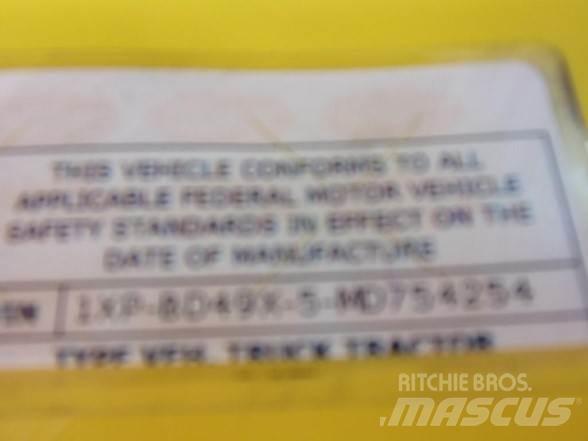 THIS VEHICLE CONFORMS TO ALL
APPLICABLE FEDERAL MOTOR VEHICLE
SAFETY STANDARDS IN EFFECT ON THE
DATE OF MANUFACTURE
SN 1XP-BD49X-5-MD754254
TYPE VEH. TRUCK TRACTOR
RITCHIE BROS.
MASCUS